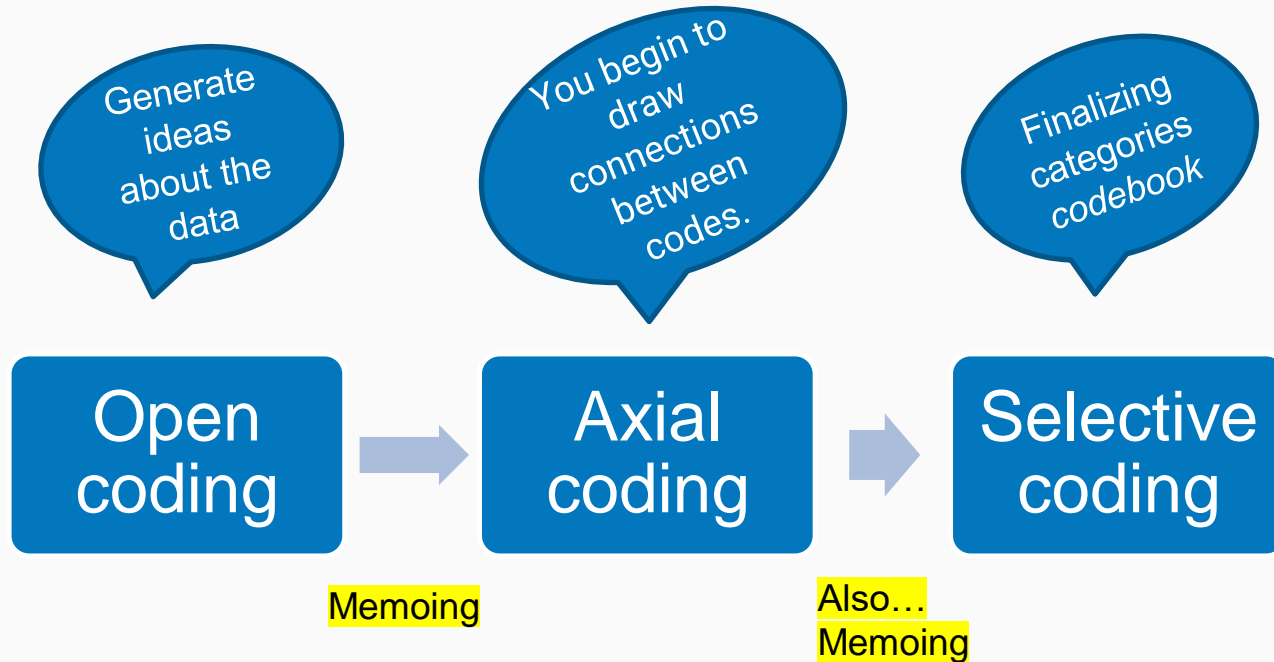 Generate
ideas
about the
data
You begin to
draw
connections
between
codes.
Finalizing
categories
codebook
Open
coding
Axial
coding
Selective
coding
Memoing
Also…
Memoing